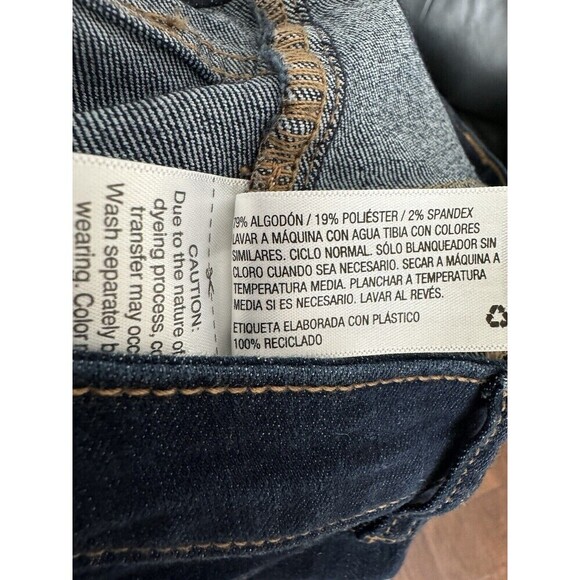 79% ALGODÓN / 19% POLIÉSTER / 2% SPANDEX
LAVAR A MÁQUINA CON AGUA TIBIA CON COLORES
SIMILARES. CICLO NORMAL. SÓLO BLANQUEADOR SIN
CLORO CUANDO SEA NECESARIO. SECAR A MÁQUINA A
TEMPERATURA MEDIA. PLANCHAR A TEMPERATURA
MEDIA SI ES NECESARIO. LAVAR AL REVÉS.
ETIQUETA ELABORADA CON PLÁSTICO
100% RECICLADO
CAUTION:
Due to the nature of
dyeing process,
transfer may
Wash separately
wearing.